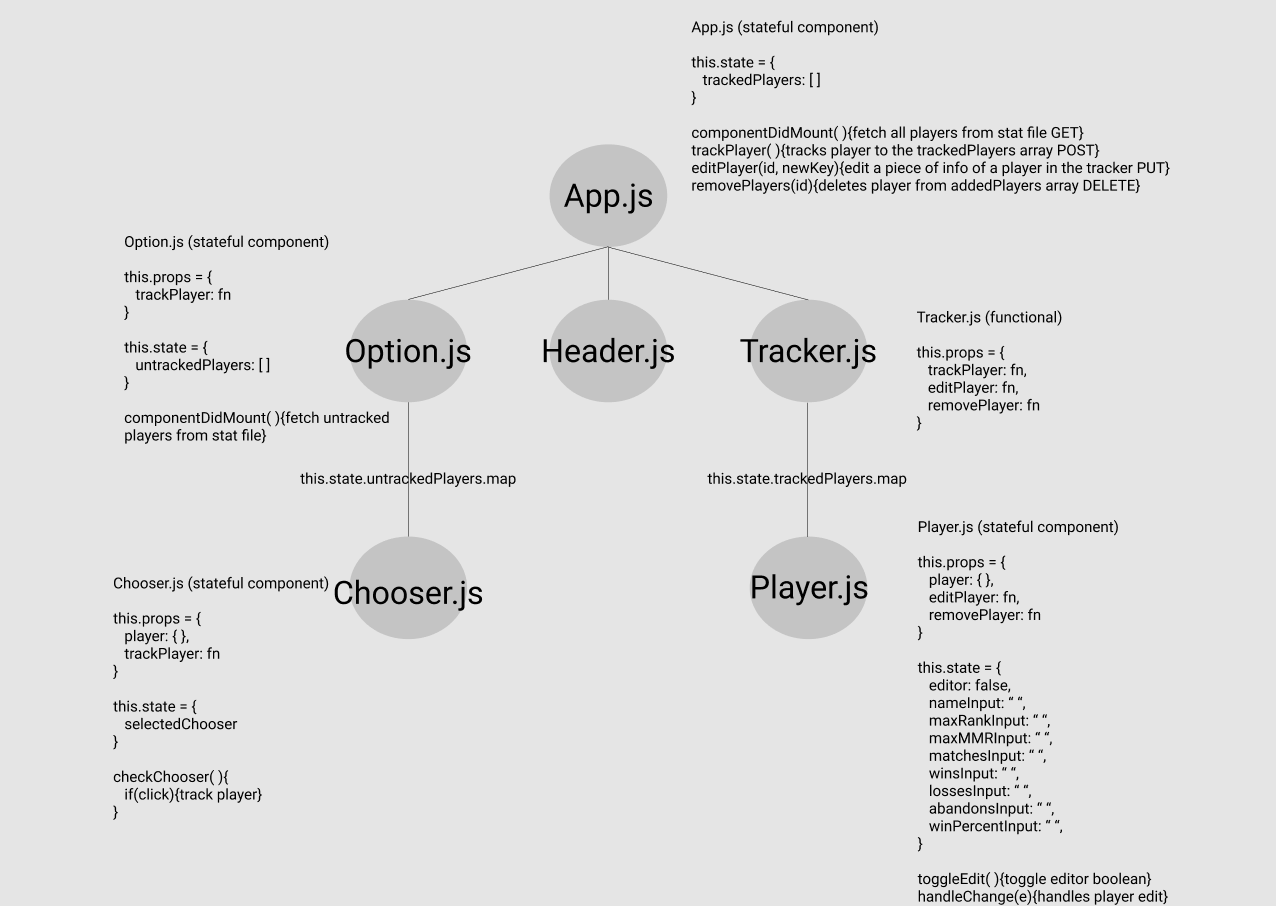 App.js (stateful component)
this.state = {
trackedPlayers: [ ]
}
componentDidMount( ){fetch all players from stat file GET}
trackPlayer( ){tracks player to the trackedPlayers array POST}
editPlayer(id, newKey){edit a piece of info of a player in the tracker PUT}
removePlayers(id){deletes player from addedPlayers array DELETE}
App.js
Option.js (stateful component)
this.props = {
trackPlayer: fn
}
this.state = {
untrackedPlayers: [ ]
}
componentDidMount( ){fetch untracked
players from stat file}
Option.js
Header.js
Tracker.js
Tracker.js (functional)
this.props = {
trackPlayer: fn,
editPlayer: fn,
removePlayer: fn
}
this.state.untrackedPlayers.map
this.state.trackedPlayers.map
Chooser.js (stateful component)
this.props = {
player: { },
trackPlayer: fn
}
this.state = {
selectedChooser
}
checkChooser( ){
if(click){track player}
}
Chooser.js
Player.js
Player.js (stateful component)
this.props = {
player: { },
editPlayer: fn,
removePlayer: fn
}
this.state = {
editor: false,
nameInput: “ “,
maxRankInput: “ “,
maxMMRInput: “ “,
matchesInput: “ “,
winsInput: “ “,
lossesInput: “ “,
abandonsInput: “ “,
winPercentInput: “ “,
}
toggleEdit( ){toggle editor boolean}
handleChange(e){handles player edit}